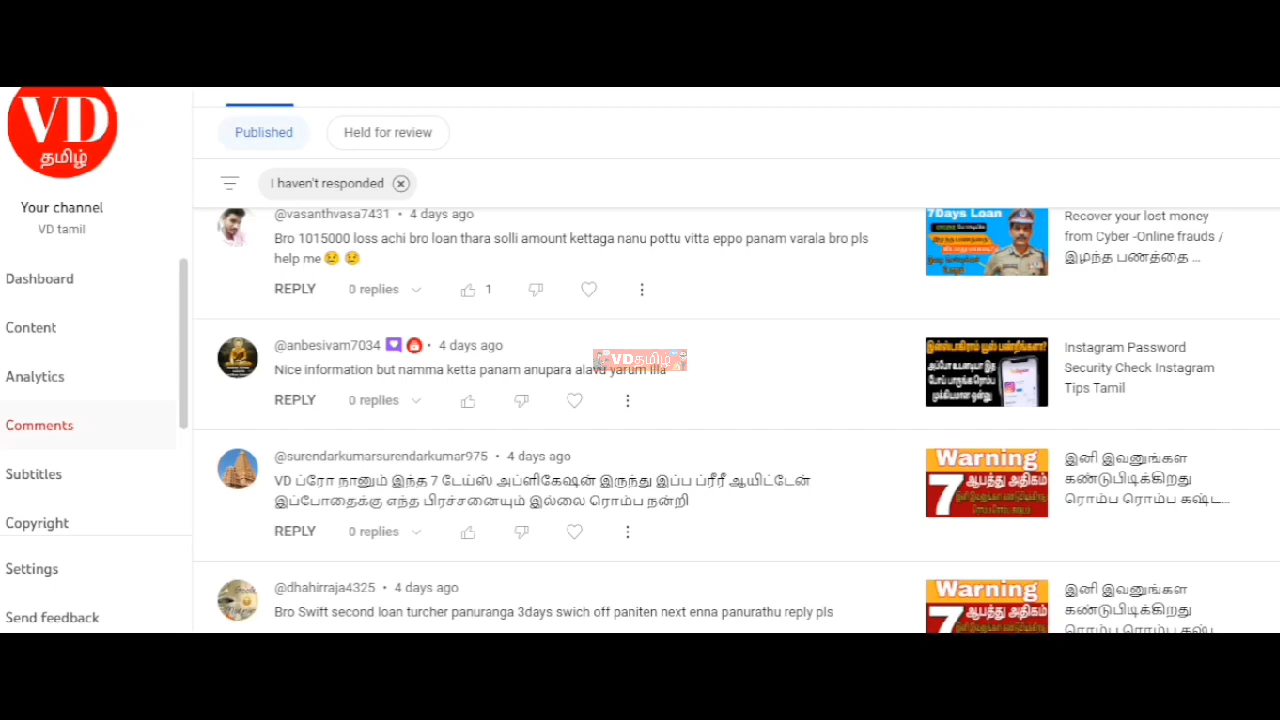 VD
தமிழ்
Your channel
VD tamil
Dashboard
Content
Analytics
Comments
Subtitles
Copyright
Settings
Send feedback
Published
Held for review
I haven't responded
@vasanthvasa7431 • 4 days ago
Bro 1015000 loss achi bro loan thara solli amount kettaga nanu pottu vitta eppo panam varala bro pls
help me 😢 😢
REPLY 0 replies 1
7Days Loan
Recover your lost money
from Cyber -Online frauds /
இழந்த பணத்தை ...
@anbesivam7034 • 4 days ago
VDதமிழ்
Nice information but namma ketta panam anupara alavu yarum illa
REPLY 0 replies
இன்ஸ்டாகிராம் யூஸ் பண்றீங்களா?
முக்கியமான ஒன்னு
Instagram Password
Security Check Instagram
Tips Tamil
@surendarkumarsurendarkumar975 • 4 days ago
VD ப்ரோ நானும் இந்த 7 டேய்ஸ் அப்ளிகேஷன் இருந்து இப்ப ப்ரீரீ ஆயிட்டேன்
இப்போதைக்கு எந்த பிரச்சனையும் இல்லை ரொம்ப நன்றி
REPLY 0 replies
Warning
7 ஆபத்து அதிகம்
இனி இவனுங்கள
கண்டுபிடிக்கிறது
ரொம்ப ரொம்ப கஷ்ட...
@dhahirraja4325 • 4 days ago
Bro Swift second loan turcher panuranga 3days swich off paniten next enna panurathu reply pls
Warning
7 ஆபத்து அதிகம்
இனி இவனுங்கள
கண்டுபிடிக்கிறது
ரொம்ப ரொம்ப கஷ்ட